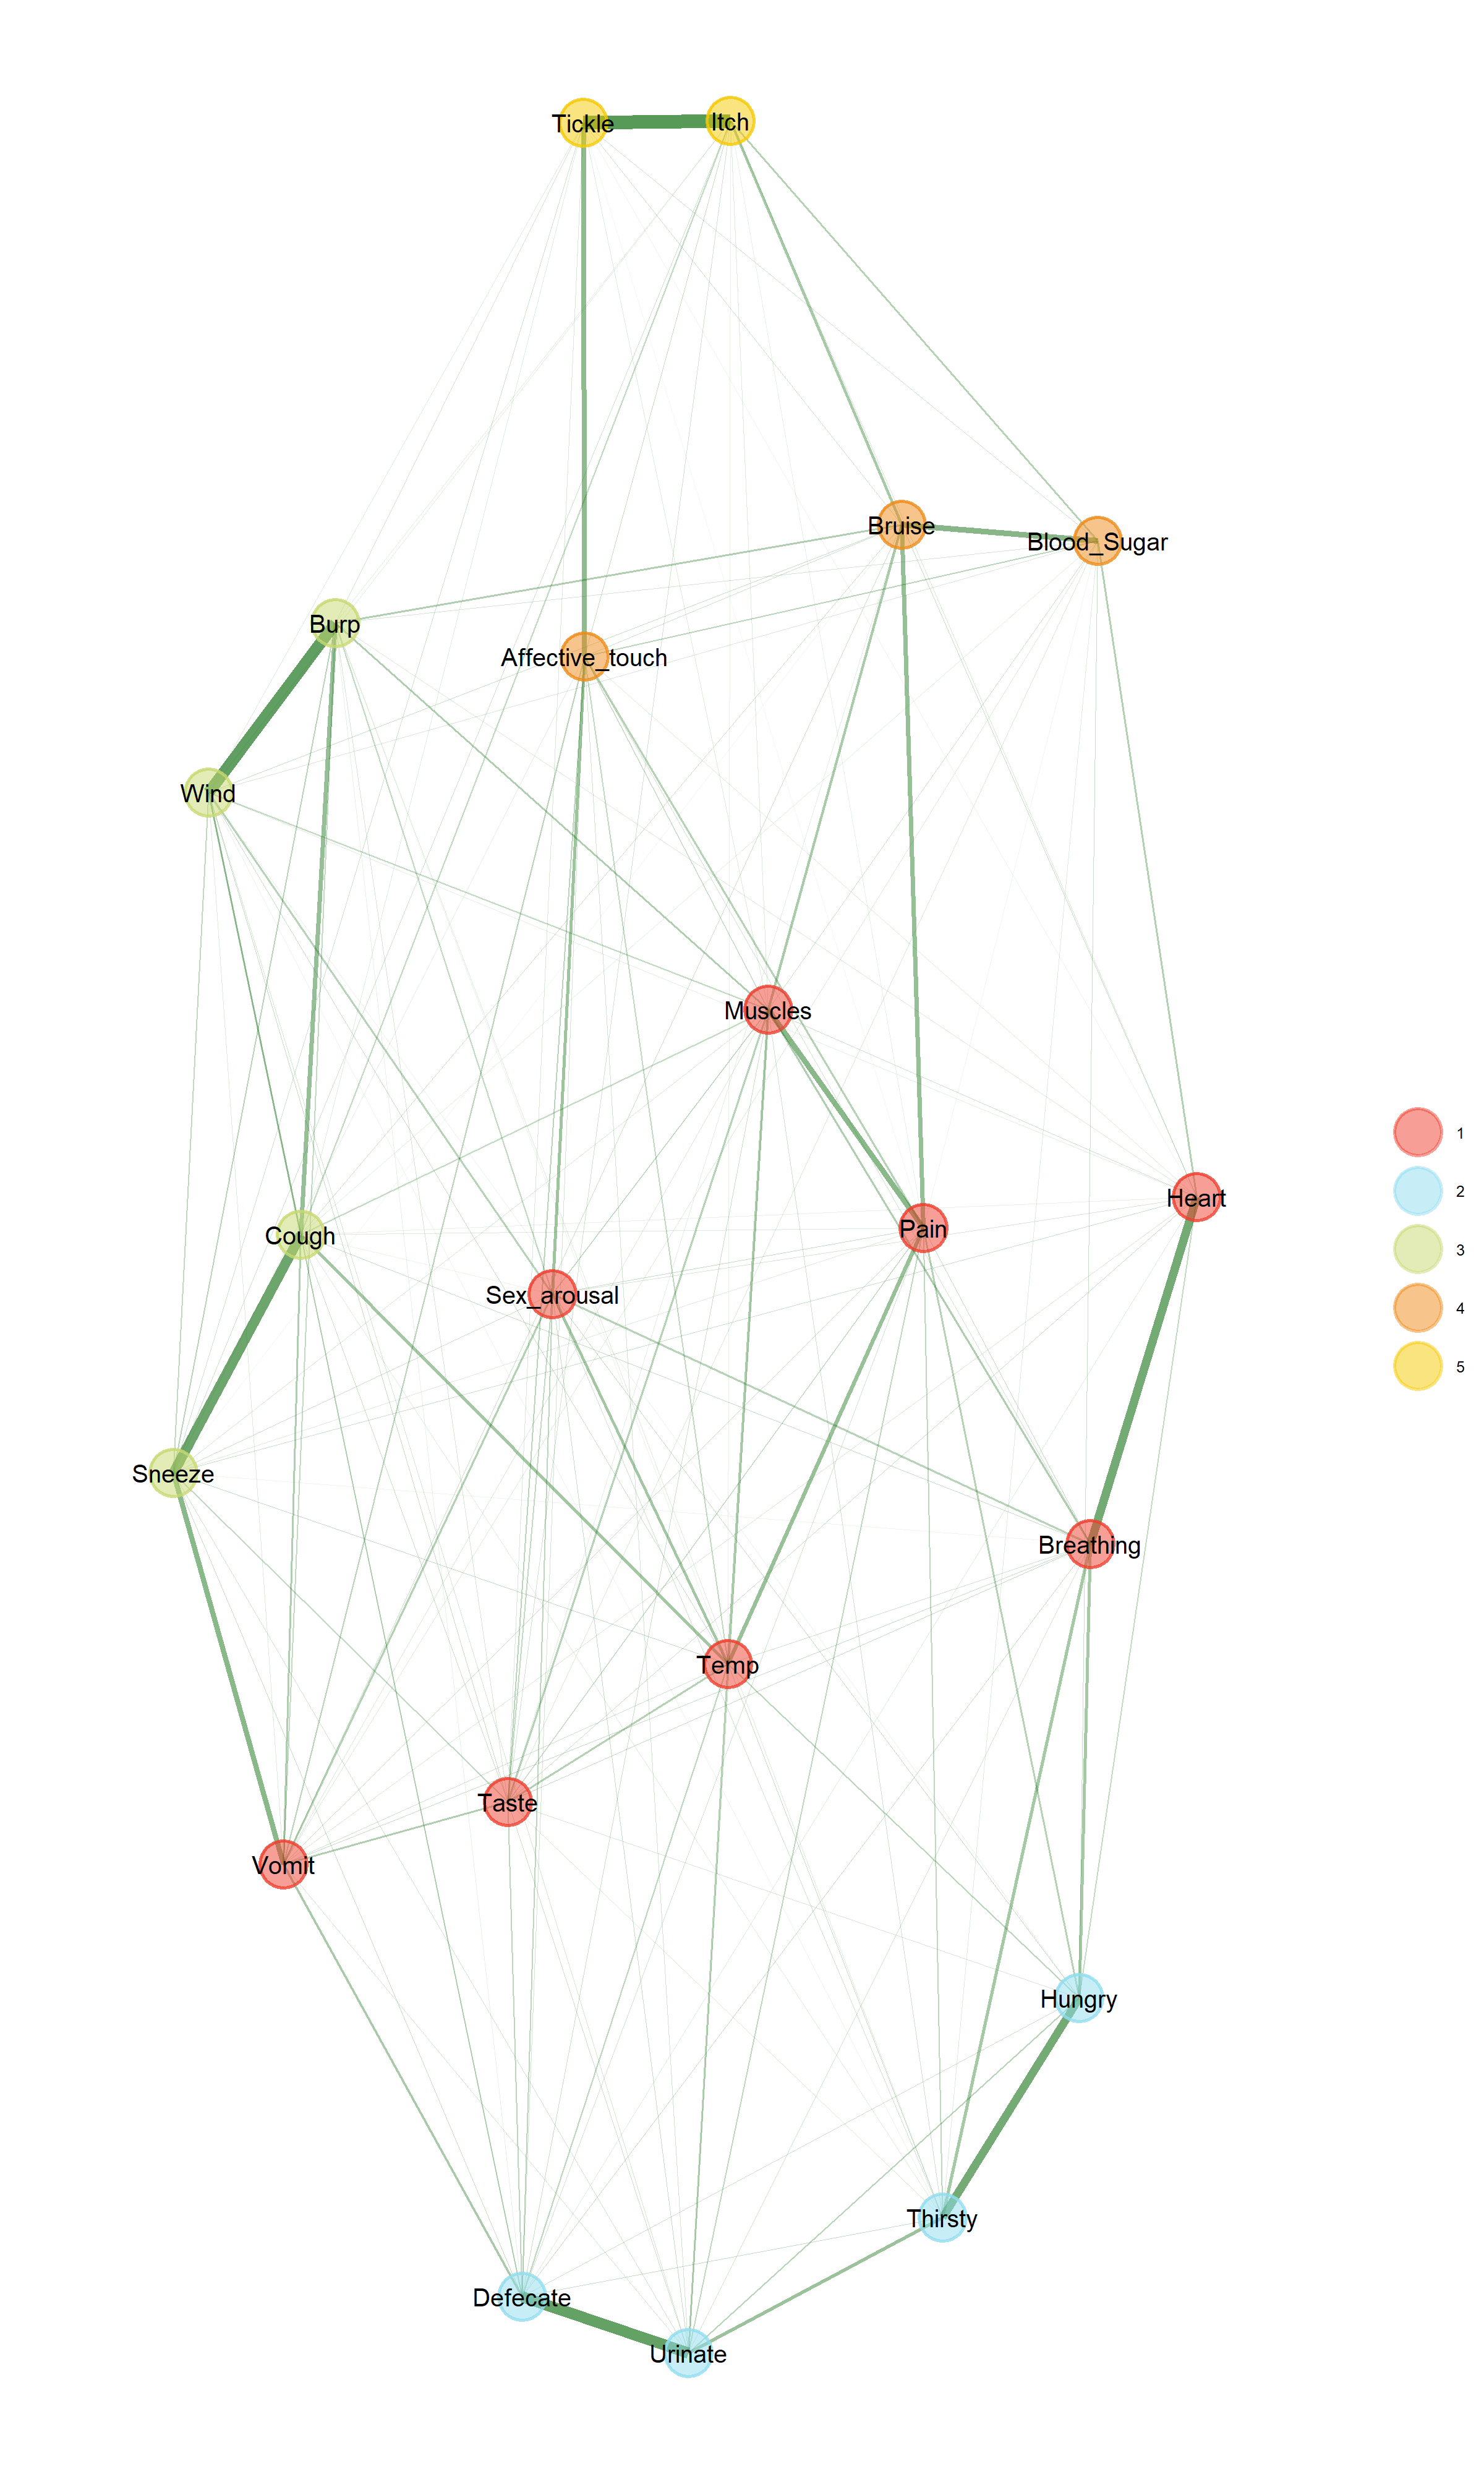 Tickle
Itch
Bruise
Blood_Sugar
Burp
Affective_touch
Wind
Muscles
Heart
Pain
Cough
Sex_arousal
Sneeze
Breathing
Temp
Taste
Vomit
Hungry
Thirsty
Defecate
Urinate
1
2
3
4
5